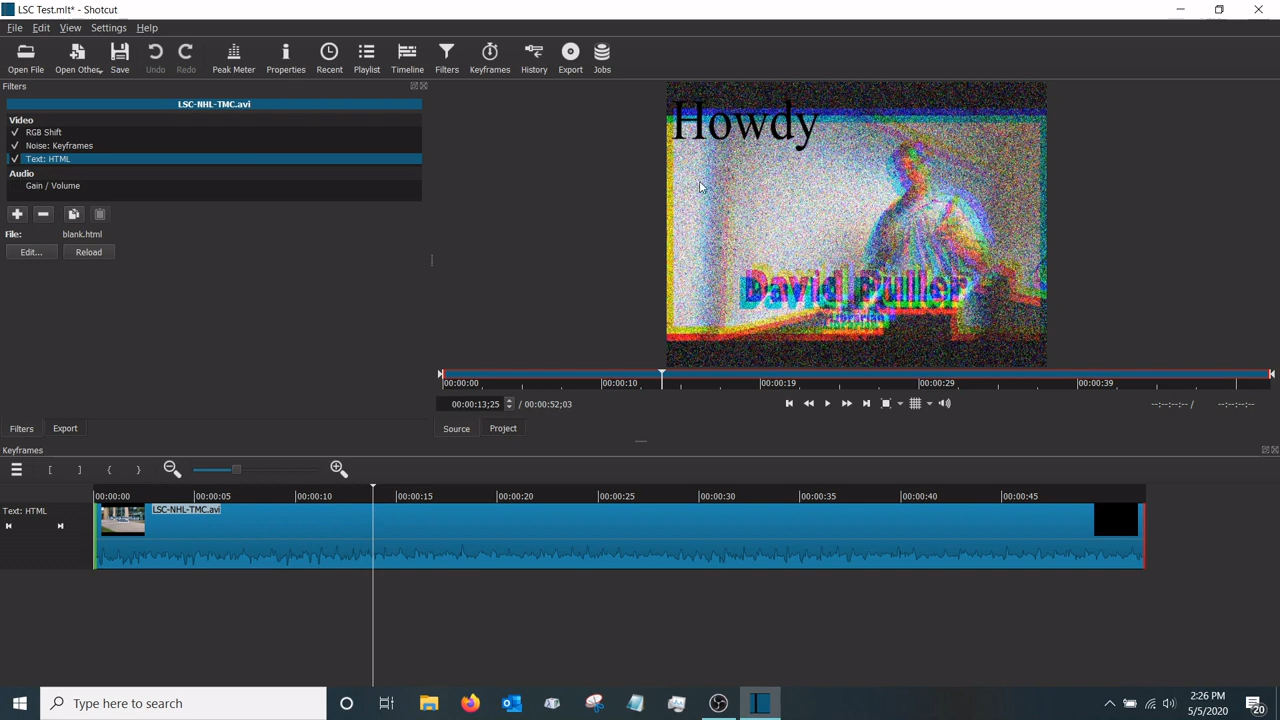 LSC Test.mlt* - Shotcut
File Edit View Settings Help
Open File Open Other.. Save Undo Redo Peak Meter Properties Recent Playlist Timeline Filters Keyframes History Export Jobs
Filters
LSC-NHL-TMC.avi
Video
RGB Shift
Noise: Keyframes
Text: HTML
Audio
Gain / Volume
File: blank.html
Edit... Reload
Howdy
David Puller
Librarian
00:00:00 00:00:10 00:00:19 00:00:29 00:00:39
00:00:13;25 / 00:00:52;03 --:--:--:-- / --:--:--:--
Filters Export
Source Project
Keyframes
[ ] { }
00:00:00 00:00:05 00:00:10 00:00:15 00:00:20 00:00:25 00:00:30 00:00:35 00:00:40 00:00:45
Text: HTML
LSC-NHL-TMC.avi
Type here to search
2:26 PM
5/5/2020
20